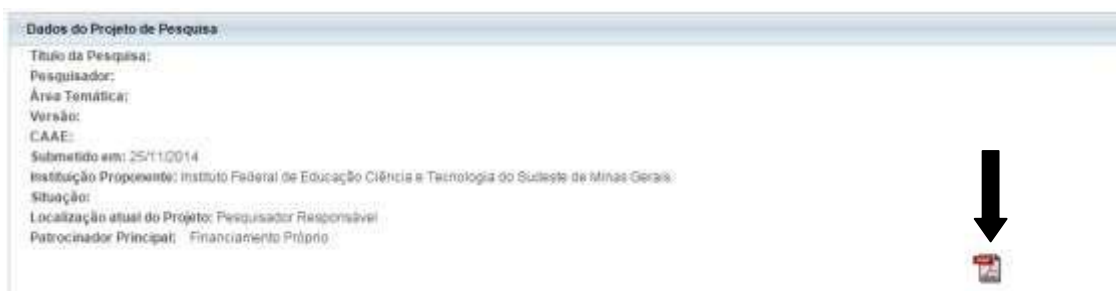 Dados do Projeto de Pesquisa
Título da Pesquisa:
Pesquisador:
Área Temática:
Versão:
CAAE:
Submetido em: 25/11/2014
Instituição Proponente: Instituto Federal de Educação Ciência e Tecnologia do Sudeste de Minas Gerais
Situação:
Localização atual do Projeto: Pesquisador Responsável
Patrocinador Principal: Financiamento Próprio